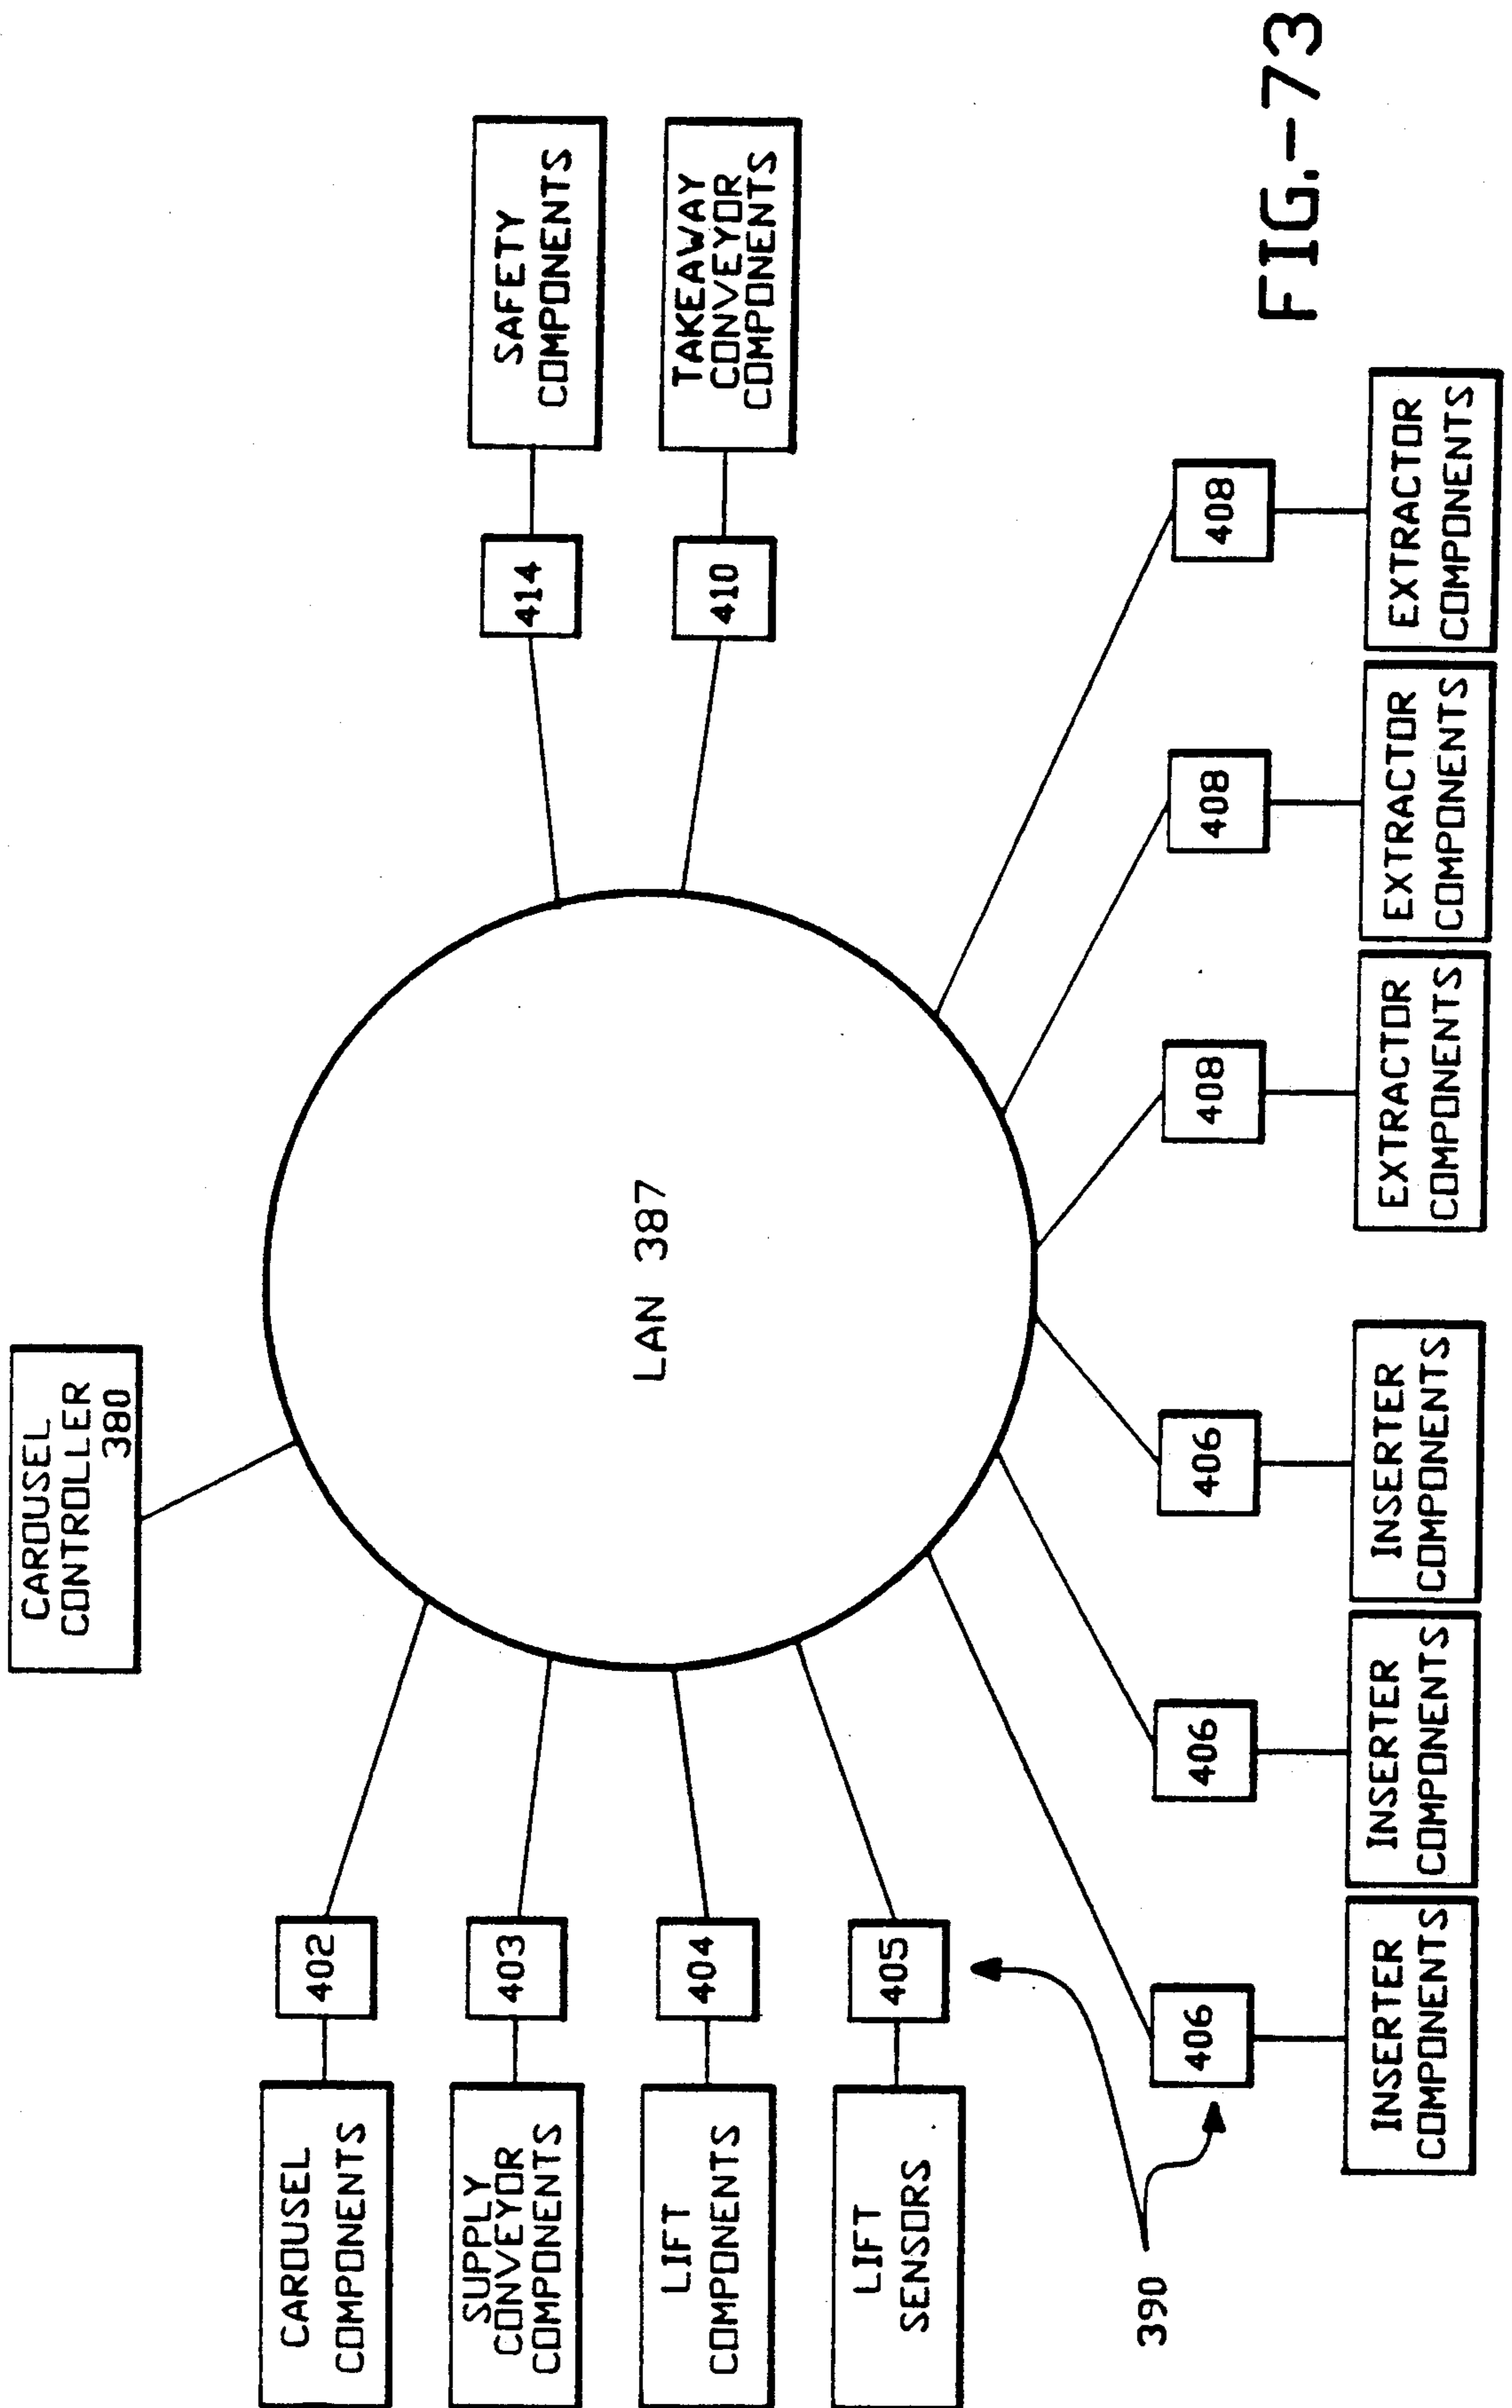 CAROUSEL
CONTROLLER
380
CAROUSEL
COMPONENTS
402
SUPPLY
CONVEYOR
COMPONENTS
403
LIFT
COMPONENTS
404
LIFT
SENSORS
405
LAN 387
414
SAFETY
COMPONENTS
410
TAKEAWAY
CONVEYOR
COMPONENTS
390
406
406
406
408
408
408
INSERTER
COMPONENTS
INSERTER
COMPONENTS
INSERTER
COMPONENTS
EXTRACTOR
COMPONENTS
EXTRACTOR
COMPONENTS
EXTRACTOR
COMPONENTS
FIG.-73